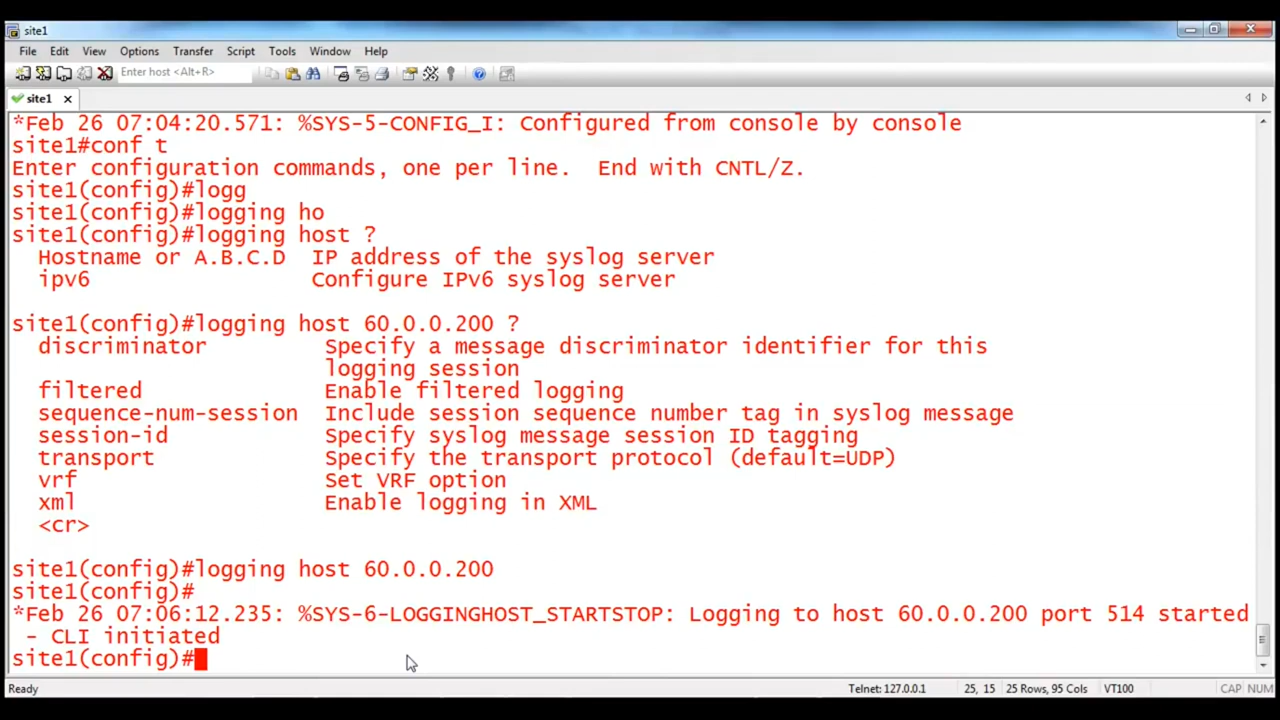 site1
File Edit View Options Transfer Script Tools Window Help
Enter host <Alt+R>
site1
*Feb 26 07:04:20.571: %SYS-5-CONFIG_I: Configured from console by console
site1#conf t
Enter configuration commands, one per line.  End with CNTL/Z.
site1(config)#logg
site1(config)#logging ho
site1(config)#logging host ?
  Hostname or A.B.C.D  IP address of the syslog server
  ipv6                 Configure IPv6 syslog server
site1(config)#logging host 60.0.0.200 ?
  discriminator         Specify a message discriminator identifier for this
                        logging session
  filtered              Enable filtered logging
  sequence-num-session  Include session sequence number tag in syslog message
  session-id            Specify syslog message session ID tagging
  transport             Specify the transport protocol (default=UDP)
  vrf                   Set VRF option
  xml                   Enable logging in XML
  <cr>
site1(config)#logging host 60.0.0.200
site1(config)#
*Feb 26 07:06:12.235: %SYS-6-LOGGINGHOST_STARTSTOP: Logging to host 60.0.0.200 port 514 started
 - CLI initiated
site1(config)#
Ready Telnet: 127.0.0.1 25, 15 25 Rows, 95 Cols VT100 CAP NUM